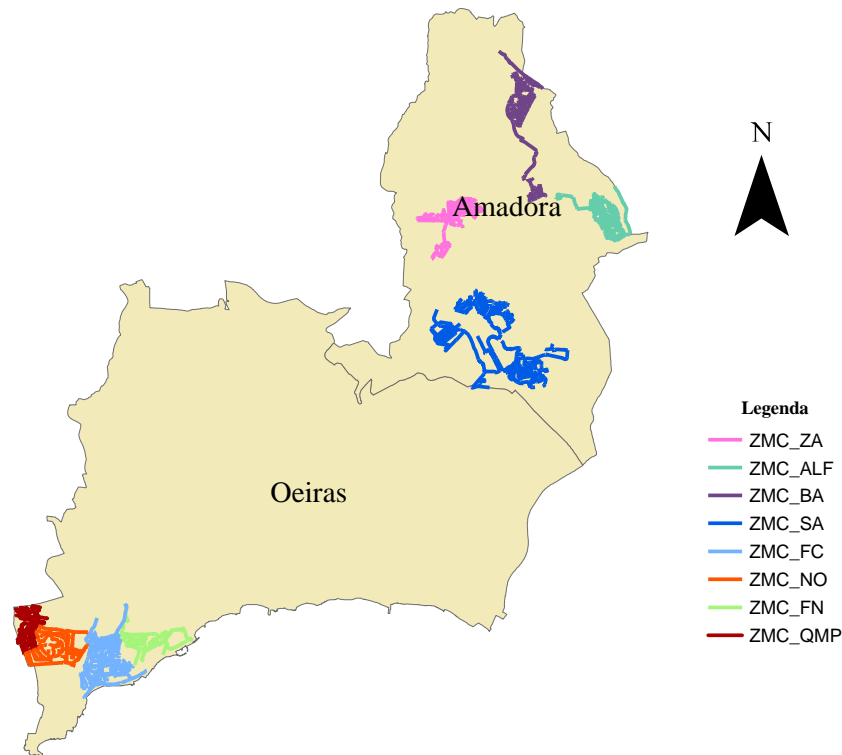 N
Amadora
Oeiras
Legenda
ZMC_ZA
ZMC_ALF
ZMC_BA
ZMC_SA
ZMC_FC
ZMC_NO
ZMC_FN
ZMC_QMP